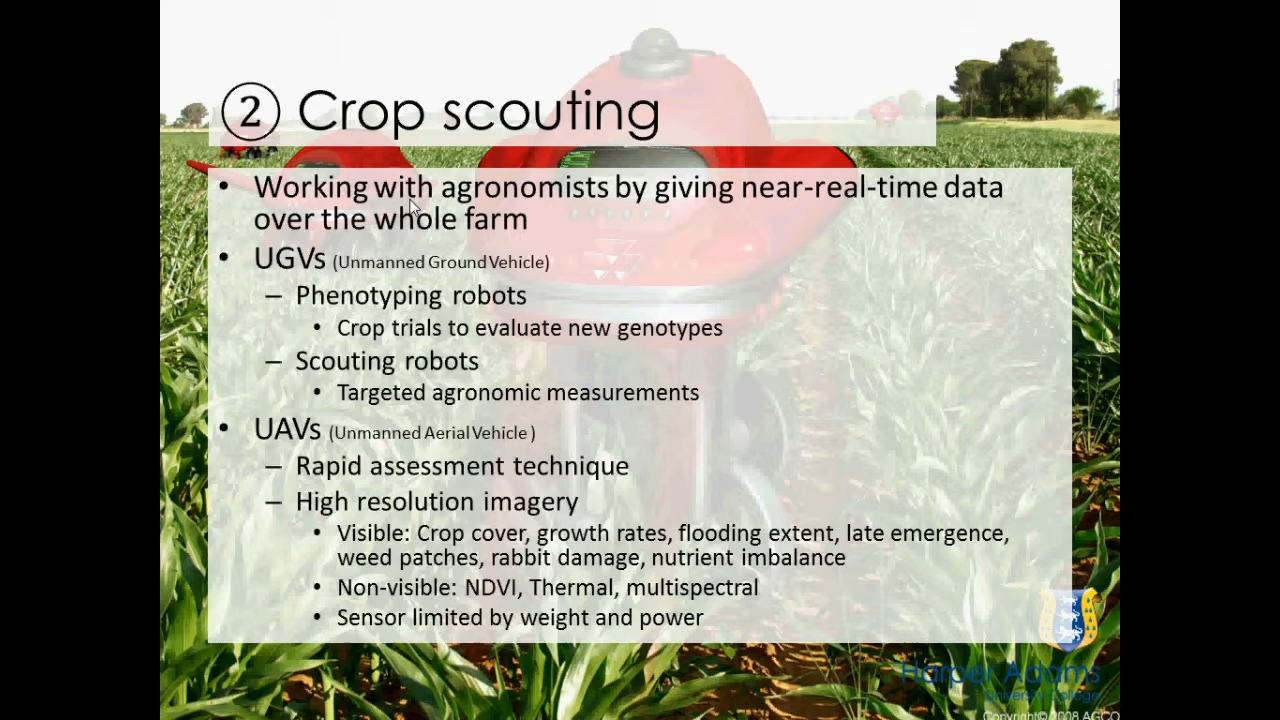 ② Crop scouting
• Working with agronomists by giving near-real-time data
over the whole farm
• UGVs (Unmanned Ground Vehicle)
– Phenotyping robots
• Crop trials to evaluate new genotypes
– Scouting robots
• Targeted agronomic measurements
• UAVs (Unmanned Aerial Vehicle )
– Rapid assessment technique
– High resolution imagery
• Visible: Crop cover, growth rates, flooding extent, late emergence,
weed patches, rabbit damage, nutrient imbalance
• Non-visible: NDVI, Thermal, multispectral
• Sensor limited by weight and power
Harper Adams
University College
Copyright© 2008 AGCO